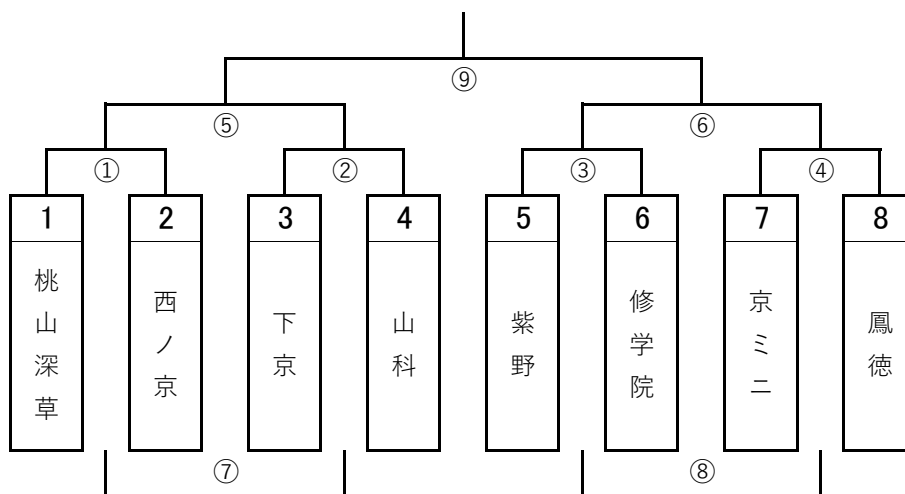 ⑨
⑤ ⑥
① ② ③ ④
1 2 3 4 5 6 7 8
桃山深草
西ノ京
下京
山科
紫野
修学院
京ミニ
鳳徳
⑦ ⑧